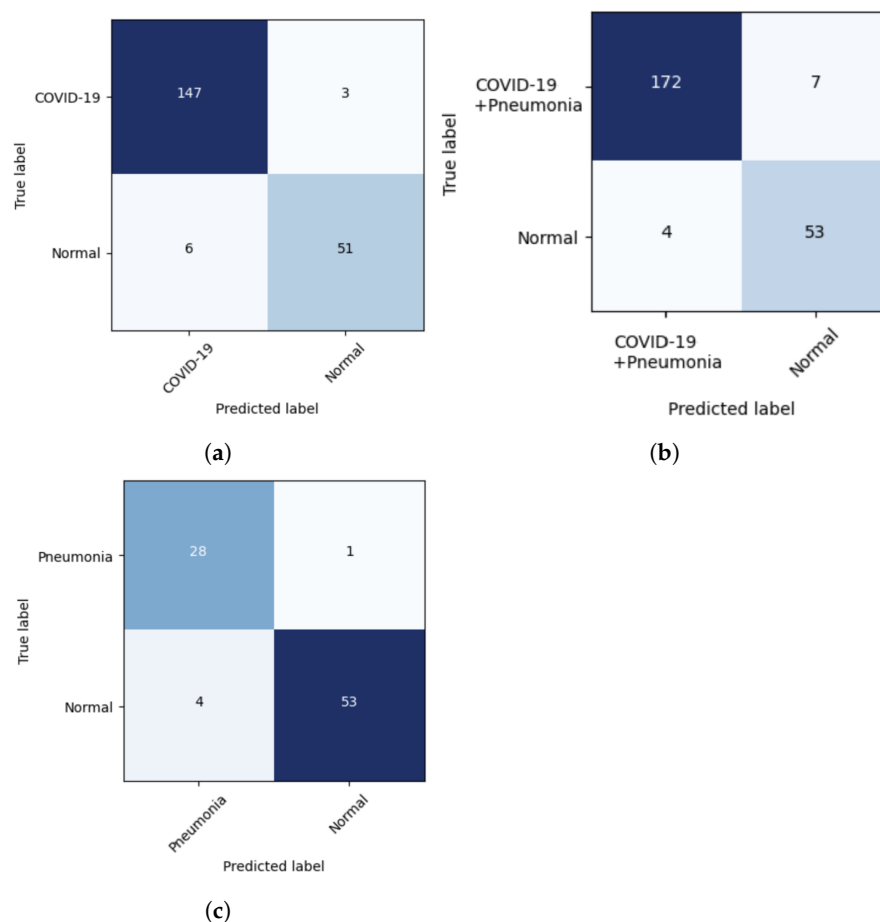 COVID-19
147
3
True label
Normal
6
51
COVID-19
Normal
Predicted label
(a)
COVID-19
+Pneumonia
172
7
True label
Normal
4
53
COVID-19
+Pneumonia
Normal
Predicted label
(b)
Pneumonia
28
1
True label
Normal
4
53
Pneumonia
Normal
Predicted label
(c)